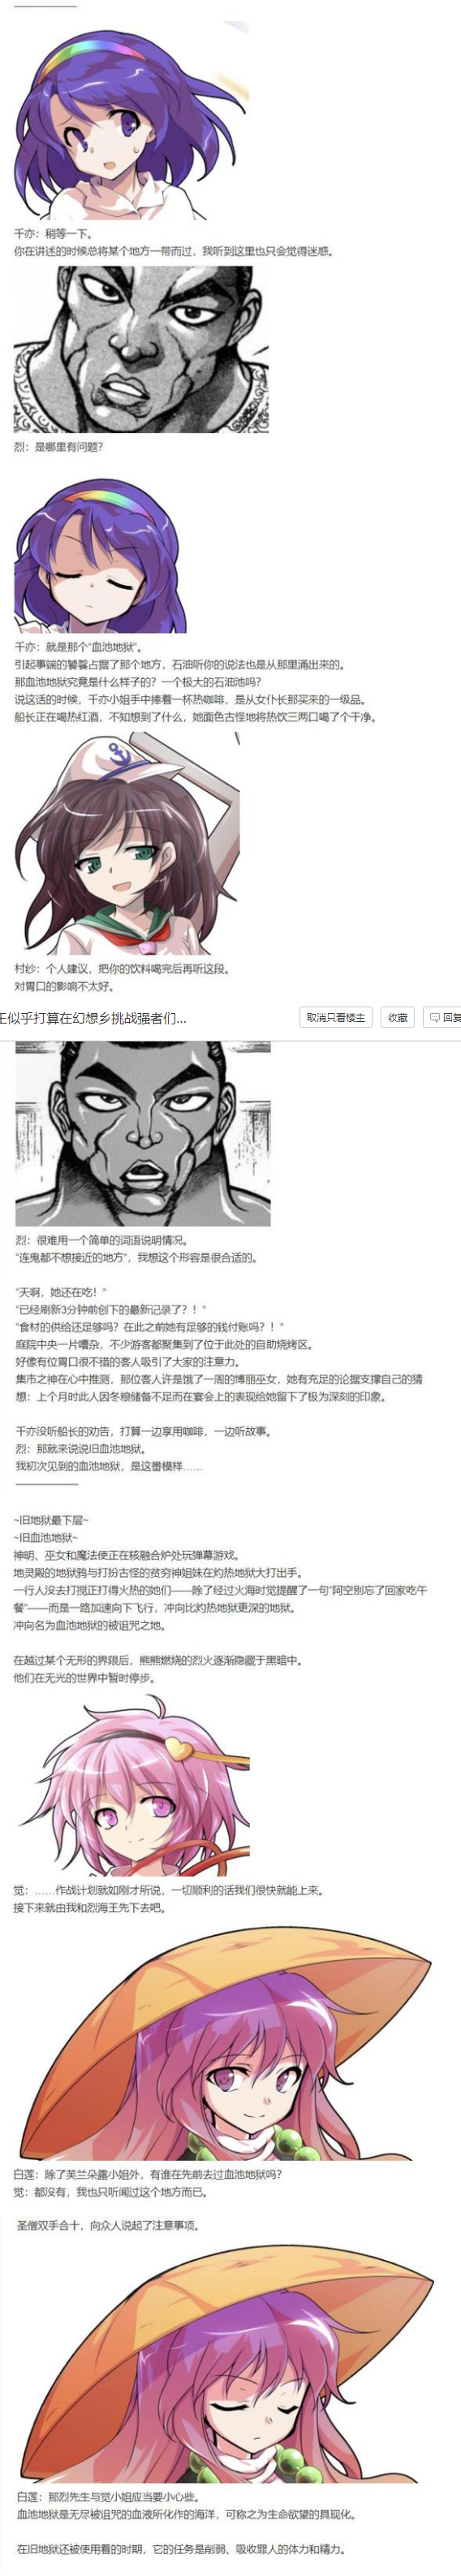 千亦：稍等一下。
你在讲述的时候总将某个地方一带而过，我听到这里也只会觉得迷惑。
烈：是哪里有问题？
千亦：就是那个“血池地狱”。
引起事端的饕餮占据了那个地方，石油听你的说法也是从那里涌出来的。
那血池地狱究竟是什么样子的？一个极大的石油池吗？
说这话的时候，千亦小姐手中捧着一杯热咖啡，是从女仆长那买来的一级品。
船长正在喝热红酒，不知想到了什么，她面色古怪地将热饮三两口喝了个干净。
村纱：个人建议，把你的饮料喝完后再听这段。
对胃口的影响不太好。
王似乎打算在幻想乡挑战强者们...
取消只看楼主
收藏
回复
烈：很难用一个简单的词语说明情况。
“连鬼都不想接近的地方”，我想这个形容是很合适的。
“天啊，她还在吃！”
“已经刷新3分钟前创下的最新记录了？！”
“食材的供给还足够吗？在此之前她有足够的钱付账吗？！”
庭院中央一片嘈杂，不少游客都聚集到了位于此处的自助烧烤区。
好像有位胃口很不错的客人吸引了大家的注意力。
集市之神在心中推测，那位客人许是饿了一周的博丽巫女，她有充足的论据支撑自己的猜
想：上个月时此人因冬粮储备不足而在宴会上的表现给她留下了极为深刻的印象。
千亦没听船长的劝告，打算一边享用咖啡，一边听故事。
烈：那就来说说旧血池地狱。
我初次见到的血池地狱，是这番模样……
~旧地狱最下层~
~旧血池地狱~
神明、巫女和魔法使正在核融合炉处玩弹幕游戏。
地灵殿的地狱鸦与打扮古怪的贫穷神姐妹在灼热地狱大打出手。
一行人没去打搅正打得火热的她们——除了经过火海时觉提醒了一句“阿空别忘了回家吃午
餐”——而是一路加速向下飞行，冲向比灼热地狱更深的地狱。
冲向名为血池地狱的被诅咒之地。
在越过某个无形的界限后，熊熊燃烧的烈火逐渐隐藏于黑暗中。
他们在无光的世界中暂时停步。
觉：……作战计划就如刚才所说，一切顺利的话我们很快就能上来。
接下来就由我和烈海王先下去吧。
白莲：除了芙兰朵露小姐外，有谁在先前去过血池地狱吗？
觉：都没有，我也只听闻过这个地方而已。
圣僧双手合十，向众人说起了注意事项。
白莲：那烈先生与觉小姐应当要小心些。
血池地狱是无尽被诅咒的血液所化作的海洋，可称之为生命欲望的具现化。
在旧地狱还被使用着的时期，它的任务是削弱、吸收罪人的体力和精力。